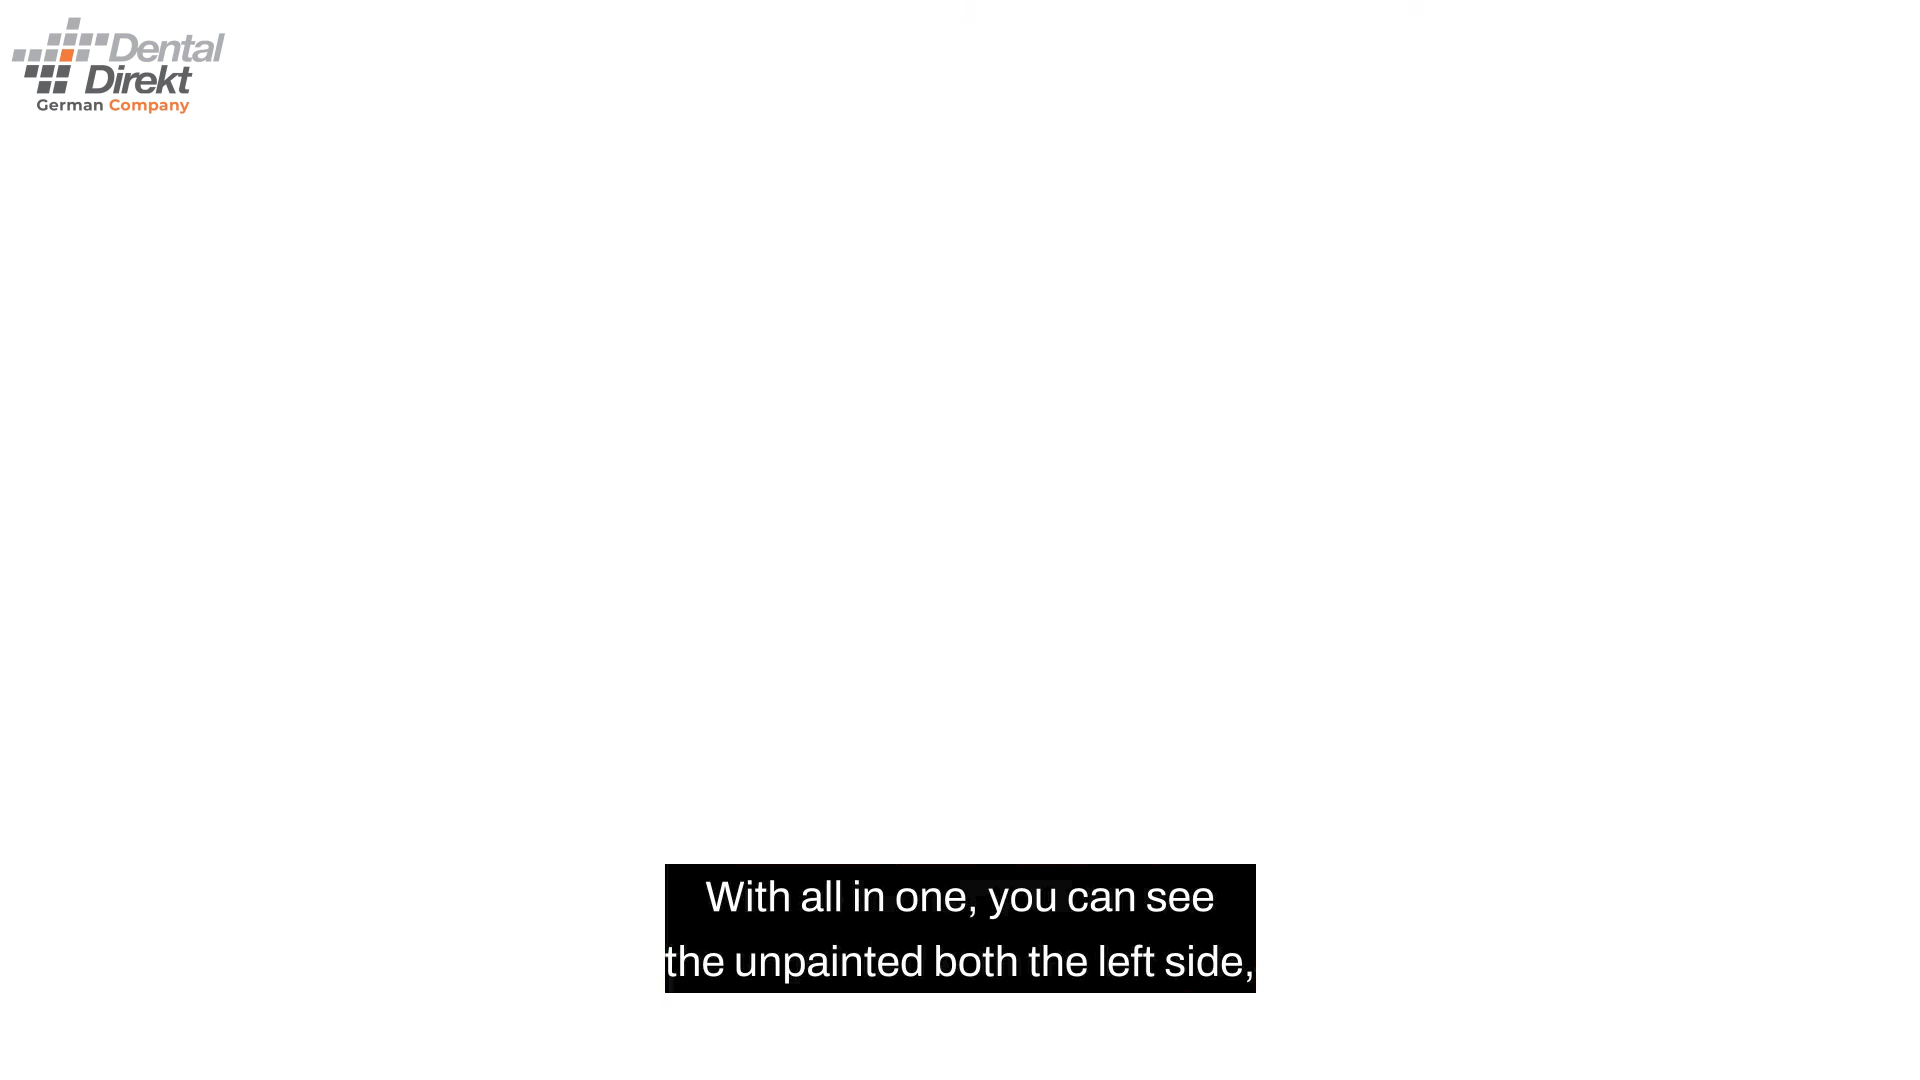 Dental
Direkt
German Company
With all in one, you can see
the unpainted both the left side,